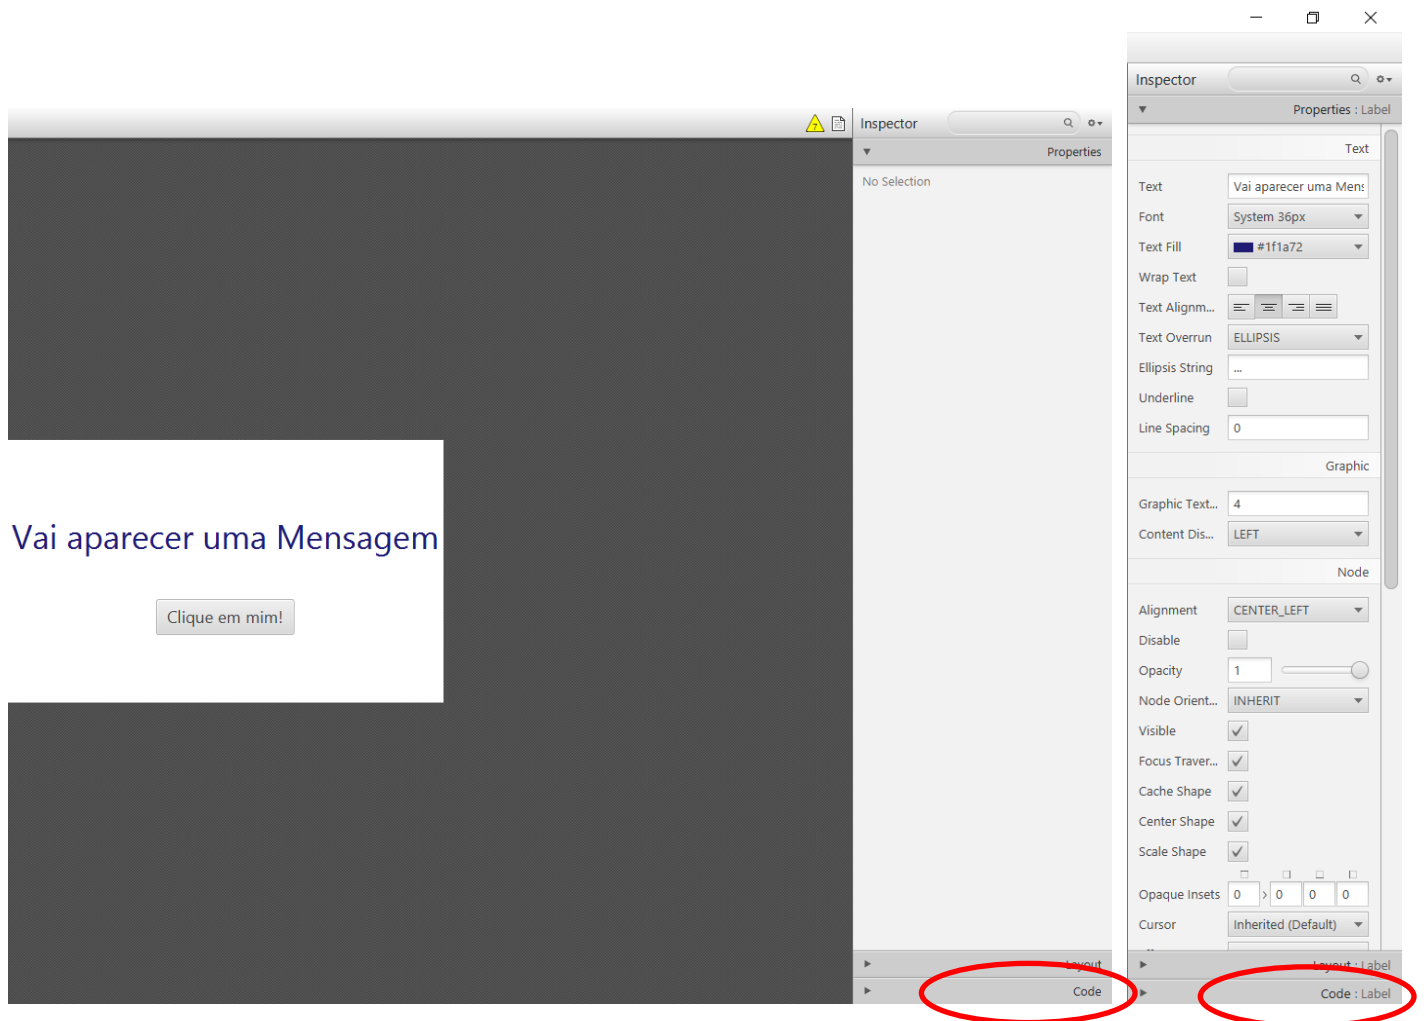 Inspector
Properties
No Selection
Vai aparecer uma Mensagem
Clique em mim!
Layout
Code
Inspector
Properties : Label
Text
Text Vai aparecer uma Mens
Font System 36px
Text Fill #1f1a72
Wrap Text
Text Alignm...
Text Overrun ELLIPSIS
Ellipsis String ...
Underline
Line Spacing 0
Graphic
Graphic Text... 4
Content Dis... LEFT
Node
Alignment CENTER_LEFT
Disable
Opacity 1
Node Orient... INHERIT
Visible
Focus Traver...
Cache Shape
Center Shape
Scale Shape
Opaque Insets 0 > 0 0 0
Cursor Inherited (Default)
Layout : Label
Code : Label